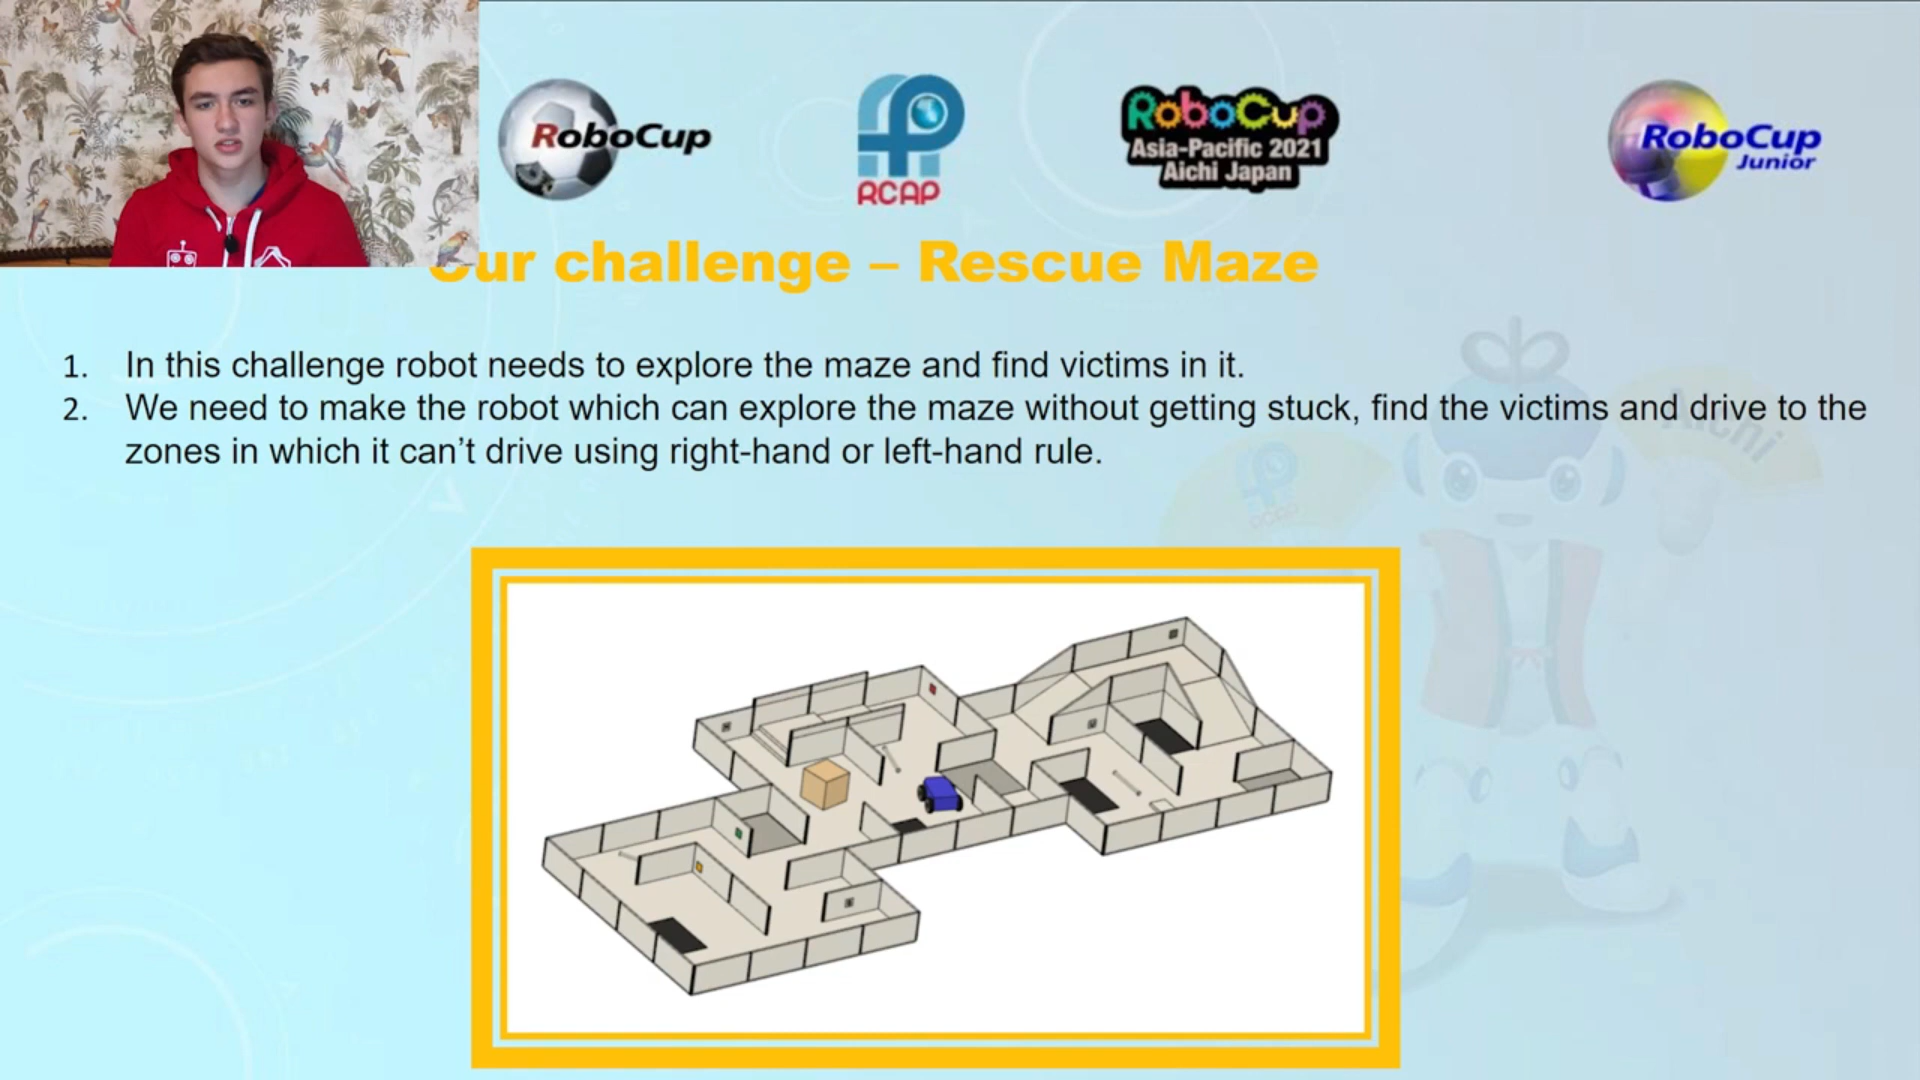 RoboCup
RCAP
RoboCup
Asia-Pacific 2021
Aichi Japan
RoboCup
Junior
Our challenge – Rescue Maze
1. In this challenge robot needs to explore the maze and find victims in it.
2. We need to make the robot which can explore the maze without getting stuck, find the victims and drive to the
zones in which it can’t drive using right-hand or left-hand rule.
Aichi
RCAP